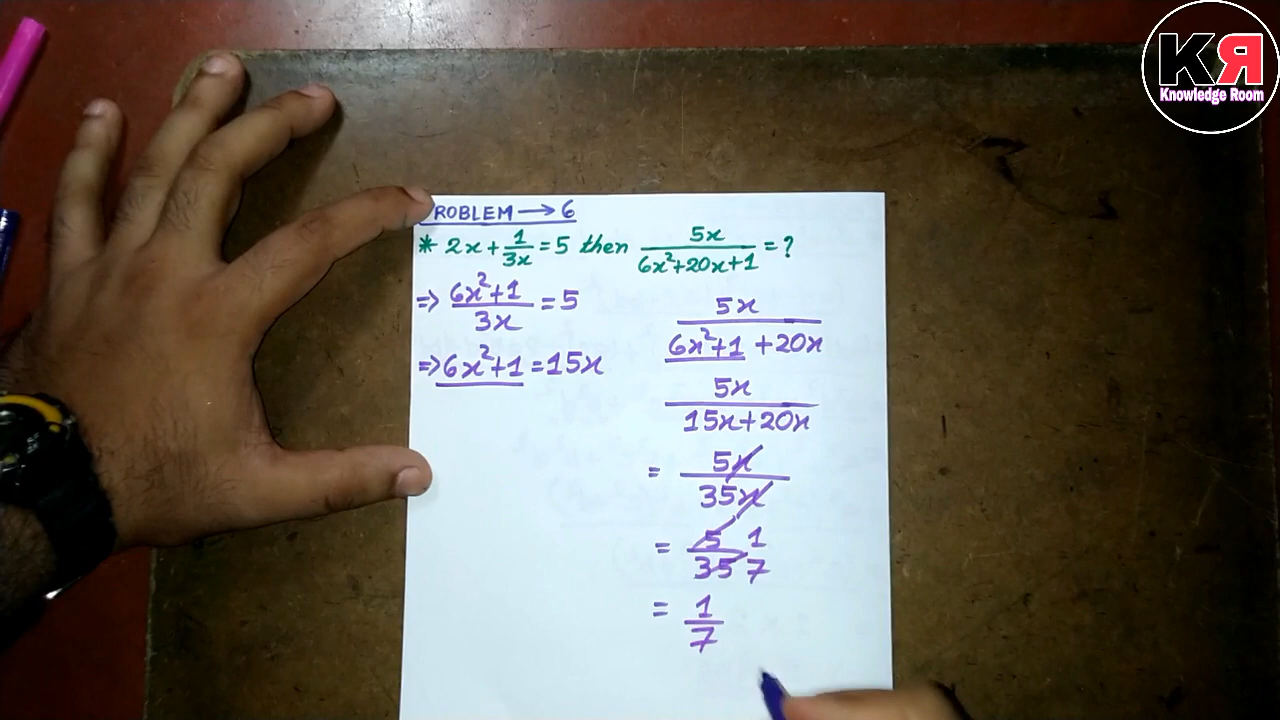 KЯ
Knowledge Room
PROBLEM → 6
* 2x + 1/3x = 5 then 5x/(6x²+20x+1) = ?
⇒ (6x²+1)/3x = 5
⇒ 6x²+1 = 15x
5x/(6x²+1 +20x)
5x/(15x+20x)
= 5x/35x
= 5/35 1/7
= 1/7